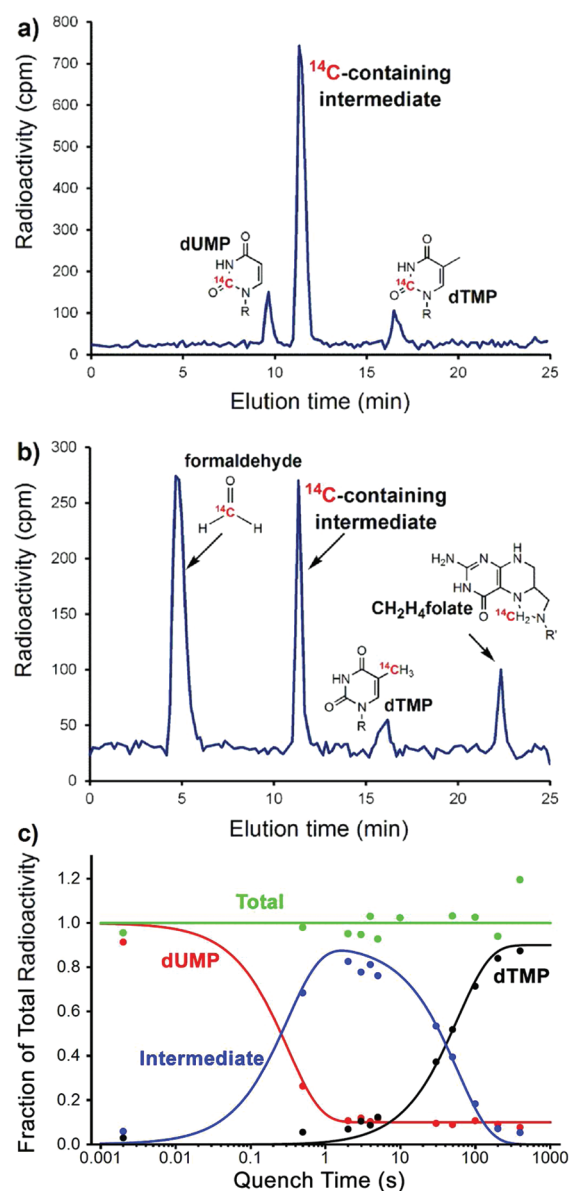 a)
800
700
600
500
400
300
200
100
0
Radioactivity (cpm)
14C-containing
intermediate
dUMP
O
HN
14C
O
N
R
O
HN
14C
O
N
R
dTMP
0
5
10
15
20
25
Elution time (min)
b)
300
250
200
150
100
50
0
Radioactivity (cpm)
formaldehyde
O
14C
H
H
14C-containing
intermediate
O
14CH3
HN
O
N
R
dTMP
CH2H4folate
H
H2N
N
N
HN
N
O
14CH2
N
R'
0
5
10
15
20
25
Elution time (min)
c)
1.2
1.0
0.8
0.6
0.4
0.2
0.0
Fraction of Total Radioactivity
Total
dUMP
dTMP
Intermediate
0.001
0.01
0.1
1
10
100
1000
Quench Time (s)